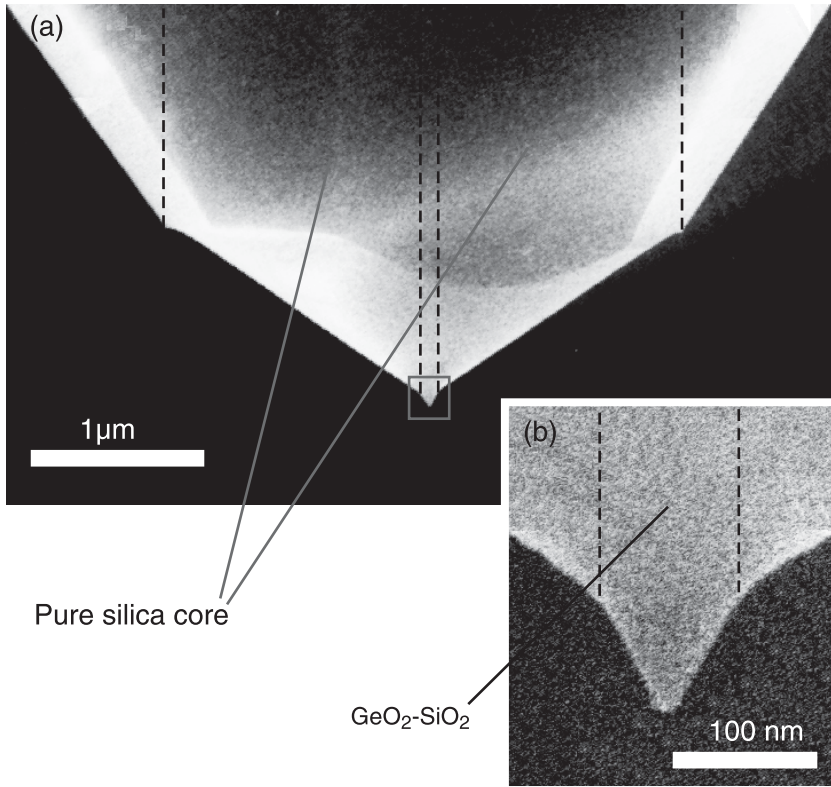 (a)
1μm
(b)
Pure silica core
GeO₂-SiO₂
100 nm